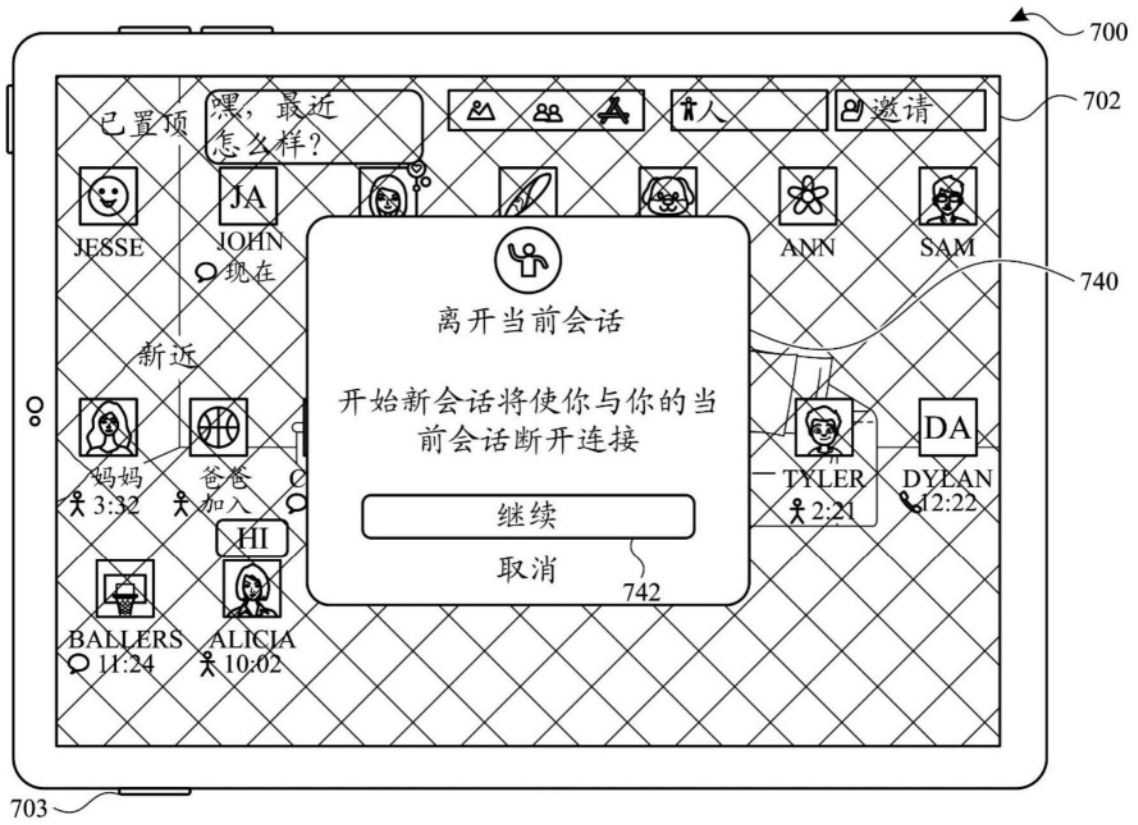 700
702
已置顶
嘿，最近
怎么样？
人
邀请
JA
JESSE
JOHN
现在
ANN
SAM
740
离开当前会话
新近
开始新会话将使你与你的当
前会话断开连接
DA
妈妈
3:32
爸爸
加入
C
TYLER
2:21
DYLAN
12:22
继续
HI
取消
742
BALLERS
11:24
ALICIA
10:02
703